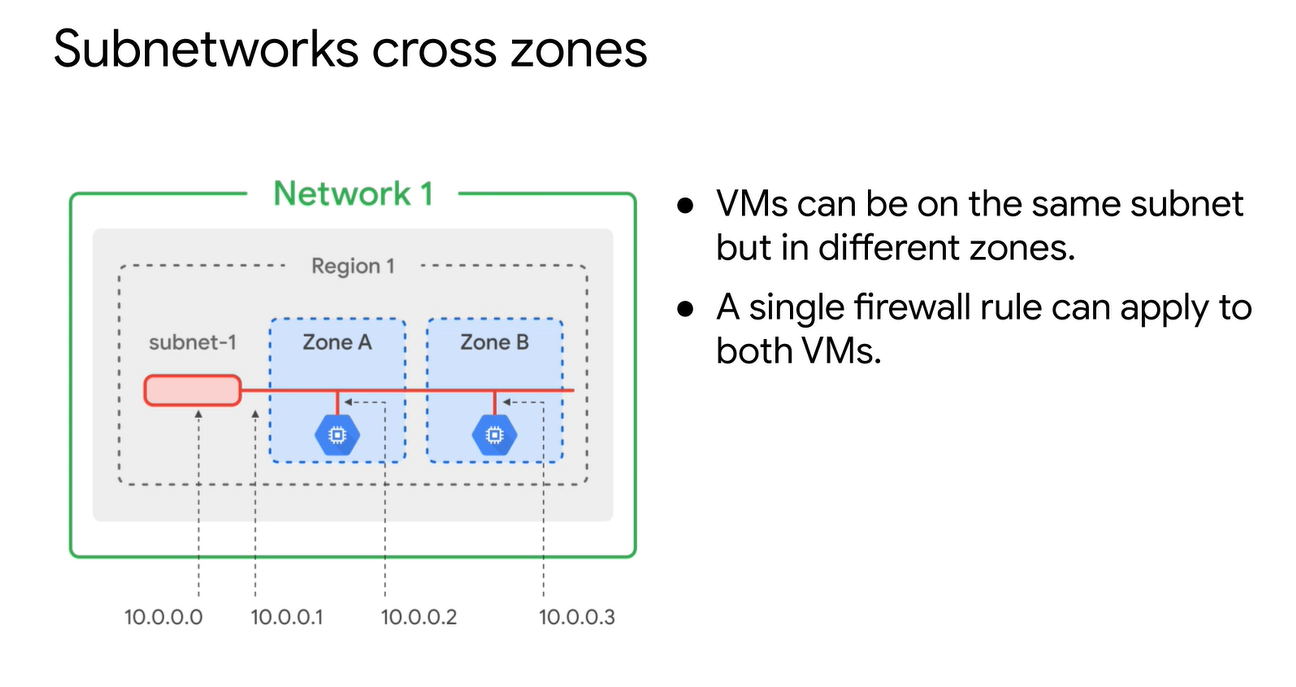 Subnetworks cross zones
Network 1
Region 1
subnet-1
Zone A
Zone B
10.0.0.0
10.0.0.1
10.0.0.2
10.0.0.3
● VMs can be on the same subnet
but in different zones.
● A single firewall rule can apply to
both VMs.